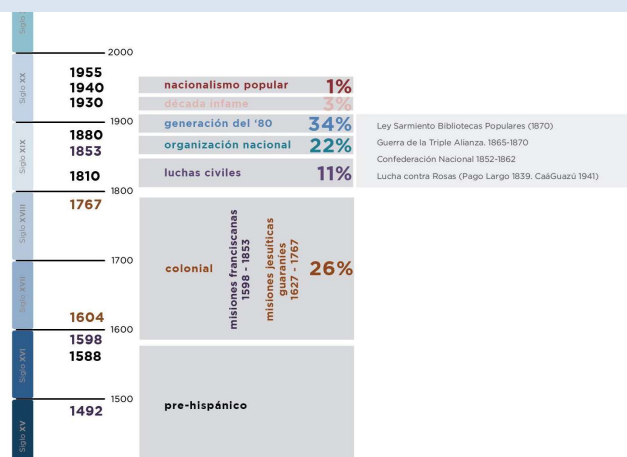 Siglo
2000
Siglo XX
1955
1940
1930
nacionalismo popular 1%
década infame 3%
1900
generación del ‘80 34%
organización nacional 22%
luchas civiles 11%
Ley Sarmiento Bibliotecas Populares (1870)
Guerra de la Triple Alianza. 1865-1870
Confederación Nacional 1852-1862
Lucha contra Rosas (Pago Largo 1839. CaáGuazú 1941)
Siglo XIX
1880
1853
1810
1800
Siglo XVIII
1767
1700
colonial
misiones franciscanas
1598 - 1853
misiones jesuíticas
guaraníes
1627 - 1767
26%
Siglo XVII
1604
1600
Siglo XVI
1598
1588
1500
pre-hispánico
Siglo XV
1492